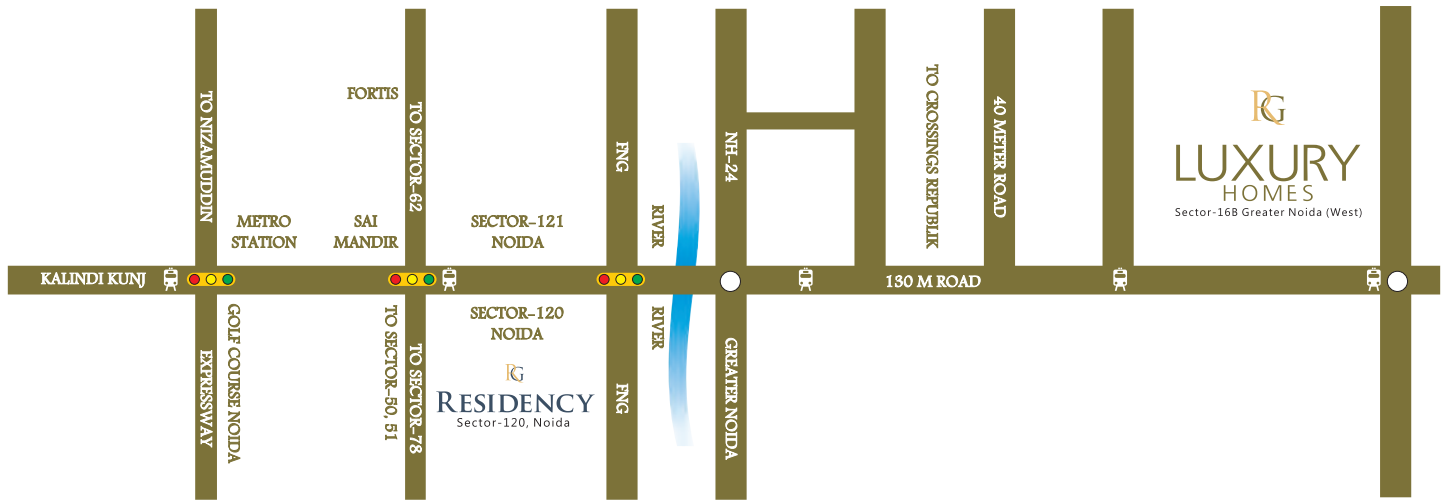 TO NIZAMUDDIN
METRO
STATION
FORTIS
SAI
MANDIR
TO SECTOR-62
SECTOR-121
NOIDA
FNG
RIVER
NH-24
TO CROSSINGS REPUBLIK
40 METER ROAD
RG
LUXURY
HOMES
Sector-16B Greater Noida (West)
KALINDI KUNJ
130 M ROAD
EXPRESSWAY
GOLF COURSE NOIDA
TO SECTOR-50, 51
TO SECTOR-78
SECTOR-120
NOIDA
RG
RESIDENCY
Sector-120, Noida
FNG
RIVER
GREATER NOIDA